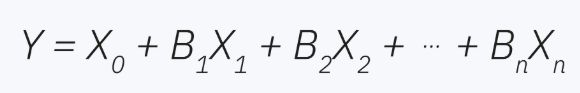 Y = X₀ + B₁X₁ + B₂X₂ + ··· + BₙXₙ